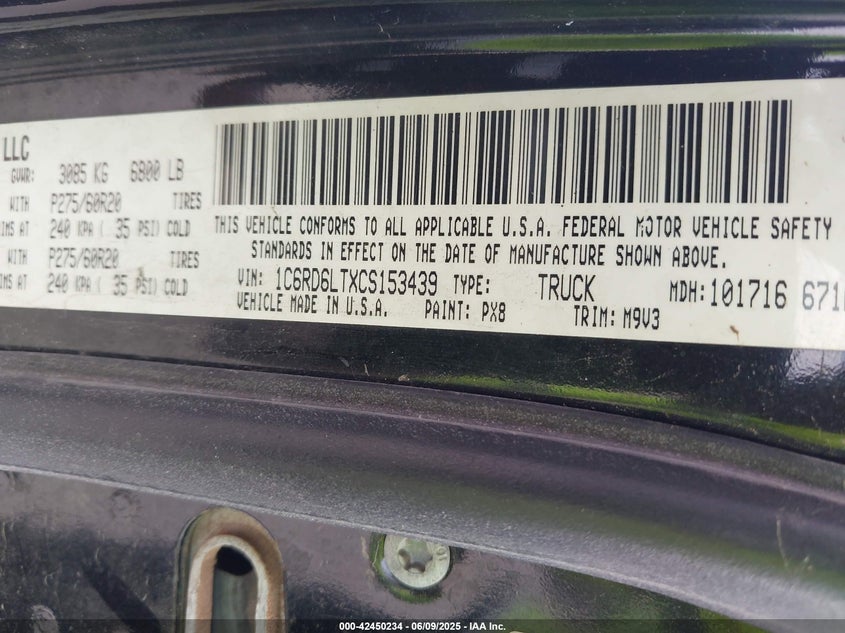 LLC
GVWR: 3085 KG 6800 LB
WITH P275/60R20 TIRES
IMS AT 240 KPA ( 35 PSI) COLD
WITH P275/60R20 TIRES
IMS AT 240 KPA ( 35 PSI) COLD
THIS VEHICLE CONFORMS TO ALL APPLICABLE U.S.A. FEDERAL MOTOR VEHICLE SAFETY
STANDARDS IN EFFECT ON THE DATE OF MANUFACTURE SHOWN ABOVE.
VIN: 1C6RD6LTXCS153439 TYPE: TRUCK MDH: 101716 671
VEHICLE MADE IN U.S.A. PAINT: PX8 TRIM: M9V3
000-42450234 - 06/09/2025 - IAA Inc.